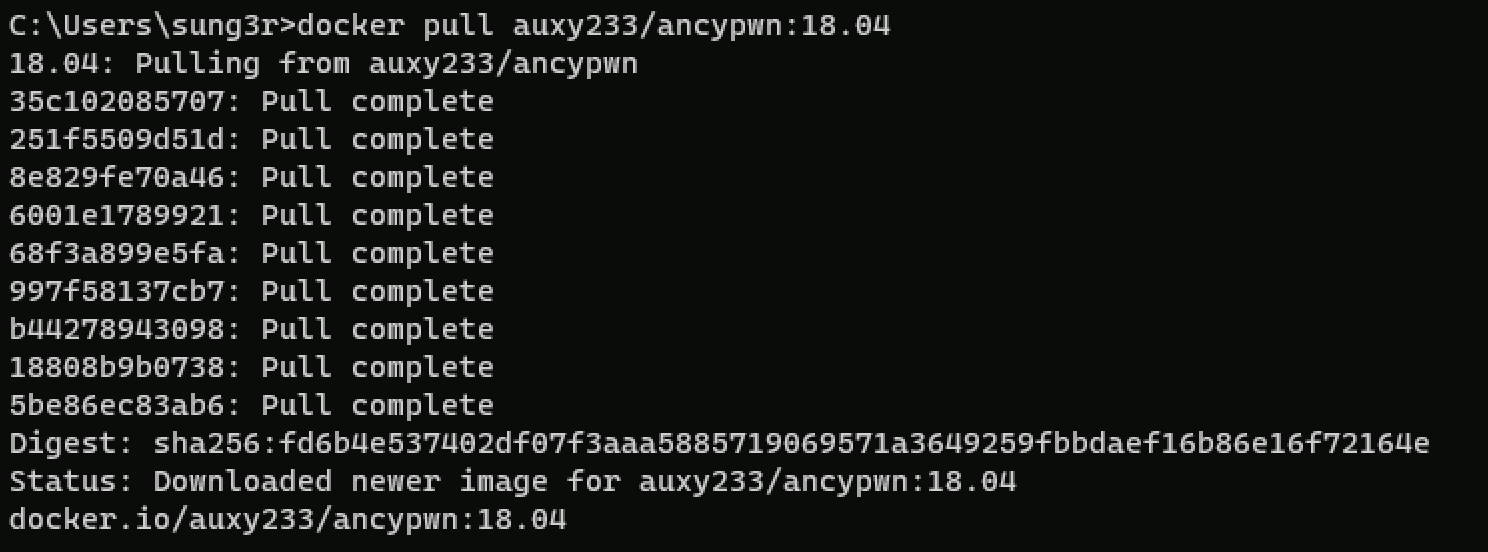 C:\Users\sung3r>docker pull auxy233/ancypwn:18.04
18.04: Pulling from auxy233/ancypwn
35c102085707: Pull complete
251f5509d51d: Pull complete
8e829fe70a46: Pull complete
6001e1789921: Pull complete
68f3a899e5fa: Pull complete
997f58137cb7: Pull complete
b44278943098: Pull complete
18808b9b0738: Pull complete
5be86ec83ab6: Pull complete
Digest: sha256:fd6b4e537402df07f3aaa5885719069571a3649259fbbdaef16b86e16f72164e
Status: Downloaded newer image for auxy233/ancypwn:18.04
docker.io/auxy233/ancypwn:18.04